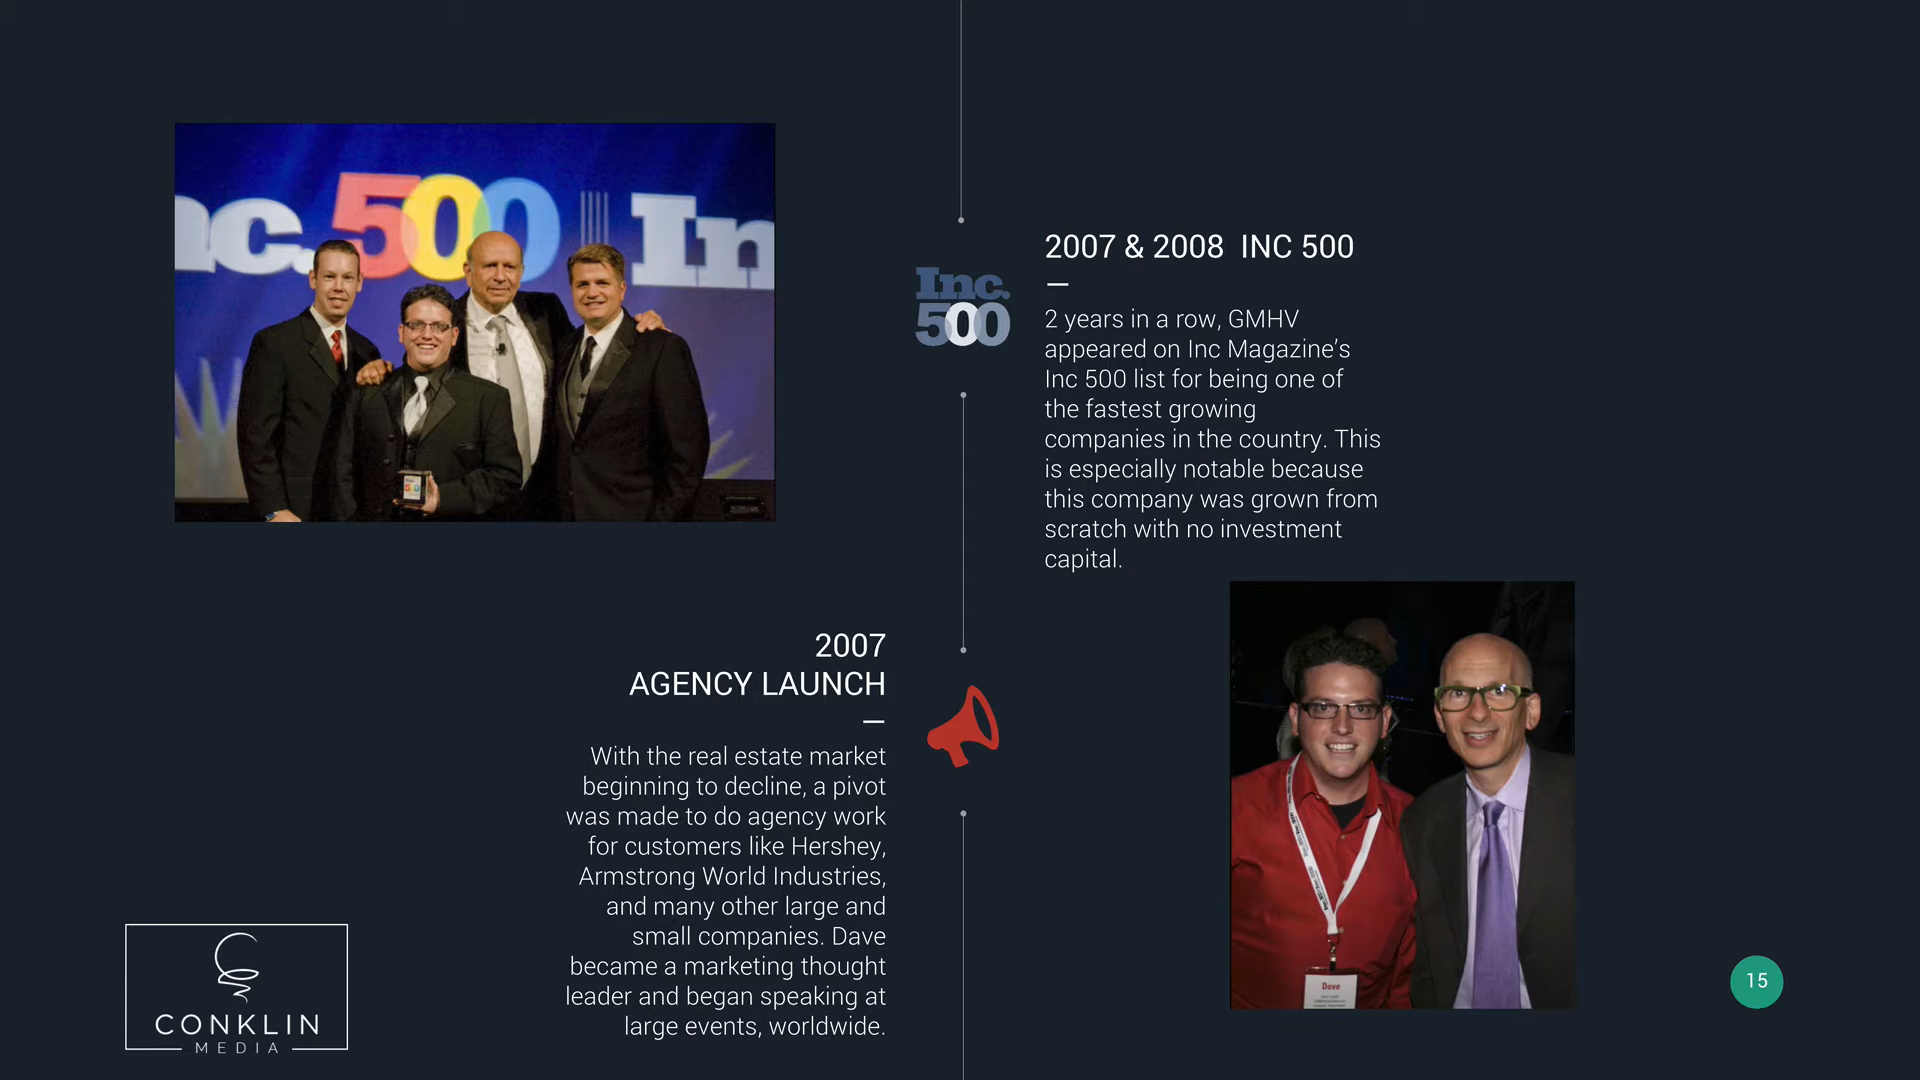 nc. 500 In
2007 & 2008 INC 500
Inc.
500
2 years in a row, GMHV
appeared on Inc Magazine’s
Inc 500 list for being one of
the fastest growing
companies in the country. This
is especially notable because
this company was grown from
scratch with no investment
capital.
2007
AGENCY LAUNCH
With the real estate market
beginning to decline, a pivot
was made to do agency work
for customers like Hershey,
Armstrong World Industries,
and many other large and
small companies. Dave
became a marketing thought
leader and began speaking at
large events, worldwide.
Dave
15
CONKLIN
MEDIA